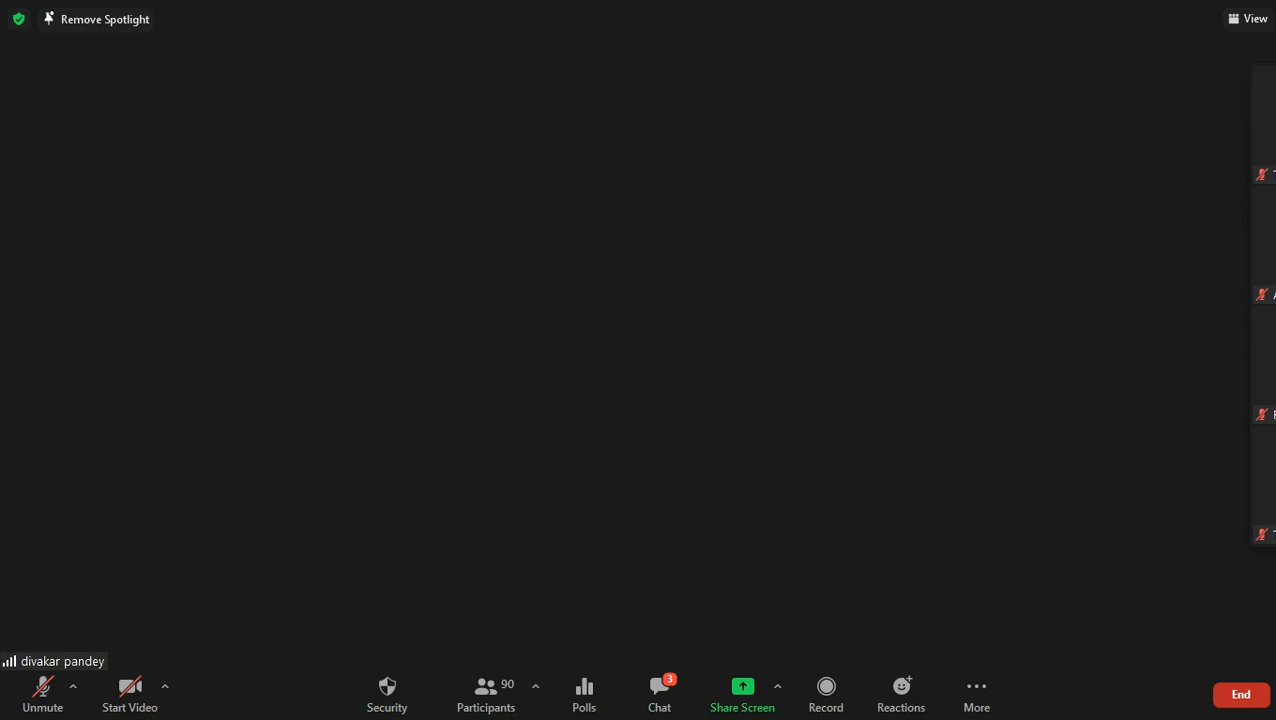 Remove Spotlight
View
divakar pandey
Unmute
Start Video
Security
90
Participants
Polls
3
Chat
Share Screen
Record
Reactions
More
End